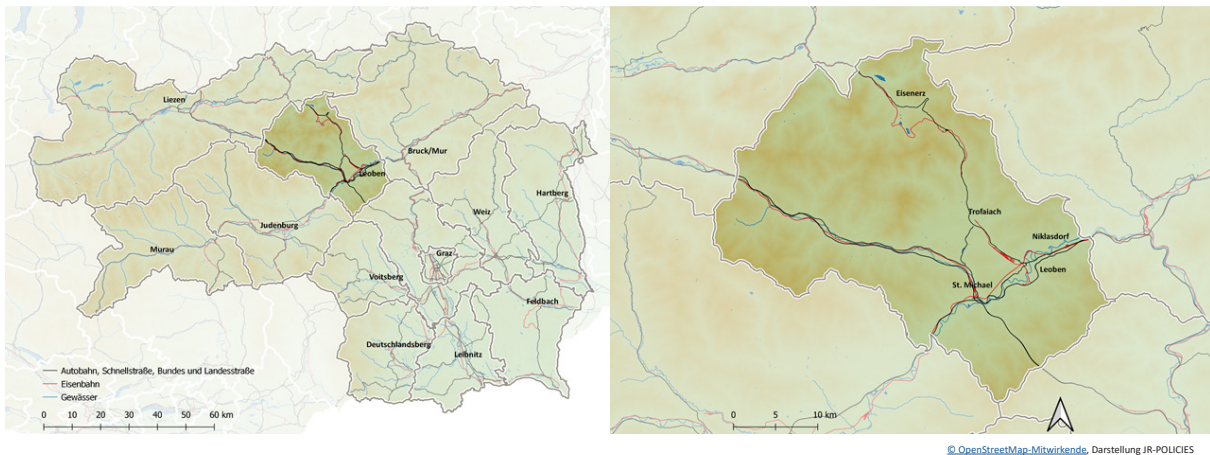 Liezen
Bruck/Mur
Leoben
Hartberg
Weiz
Judenburg
Murau
Graz
Voitsberg
Feldbach
Deutschlandsberg
Leibnitz
Autobahn, Schnellstraße, Bundes und Landesstraße
Eisenbahn
Gewässer
0 10 20 30 40 50 60 km
Eisenerz
Trofaiach
Niklasdorf
Leoben
St. Michael
0 5 10 km
© OpenStreetMap-Mitwirkende, Darstellung JR-POLICIES